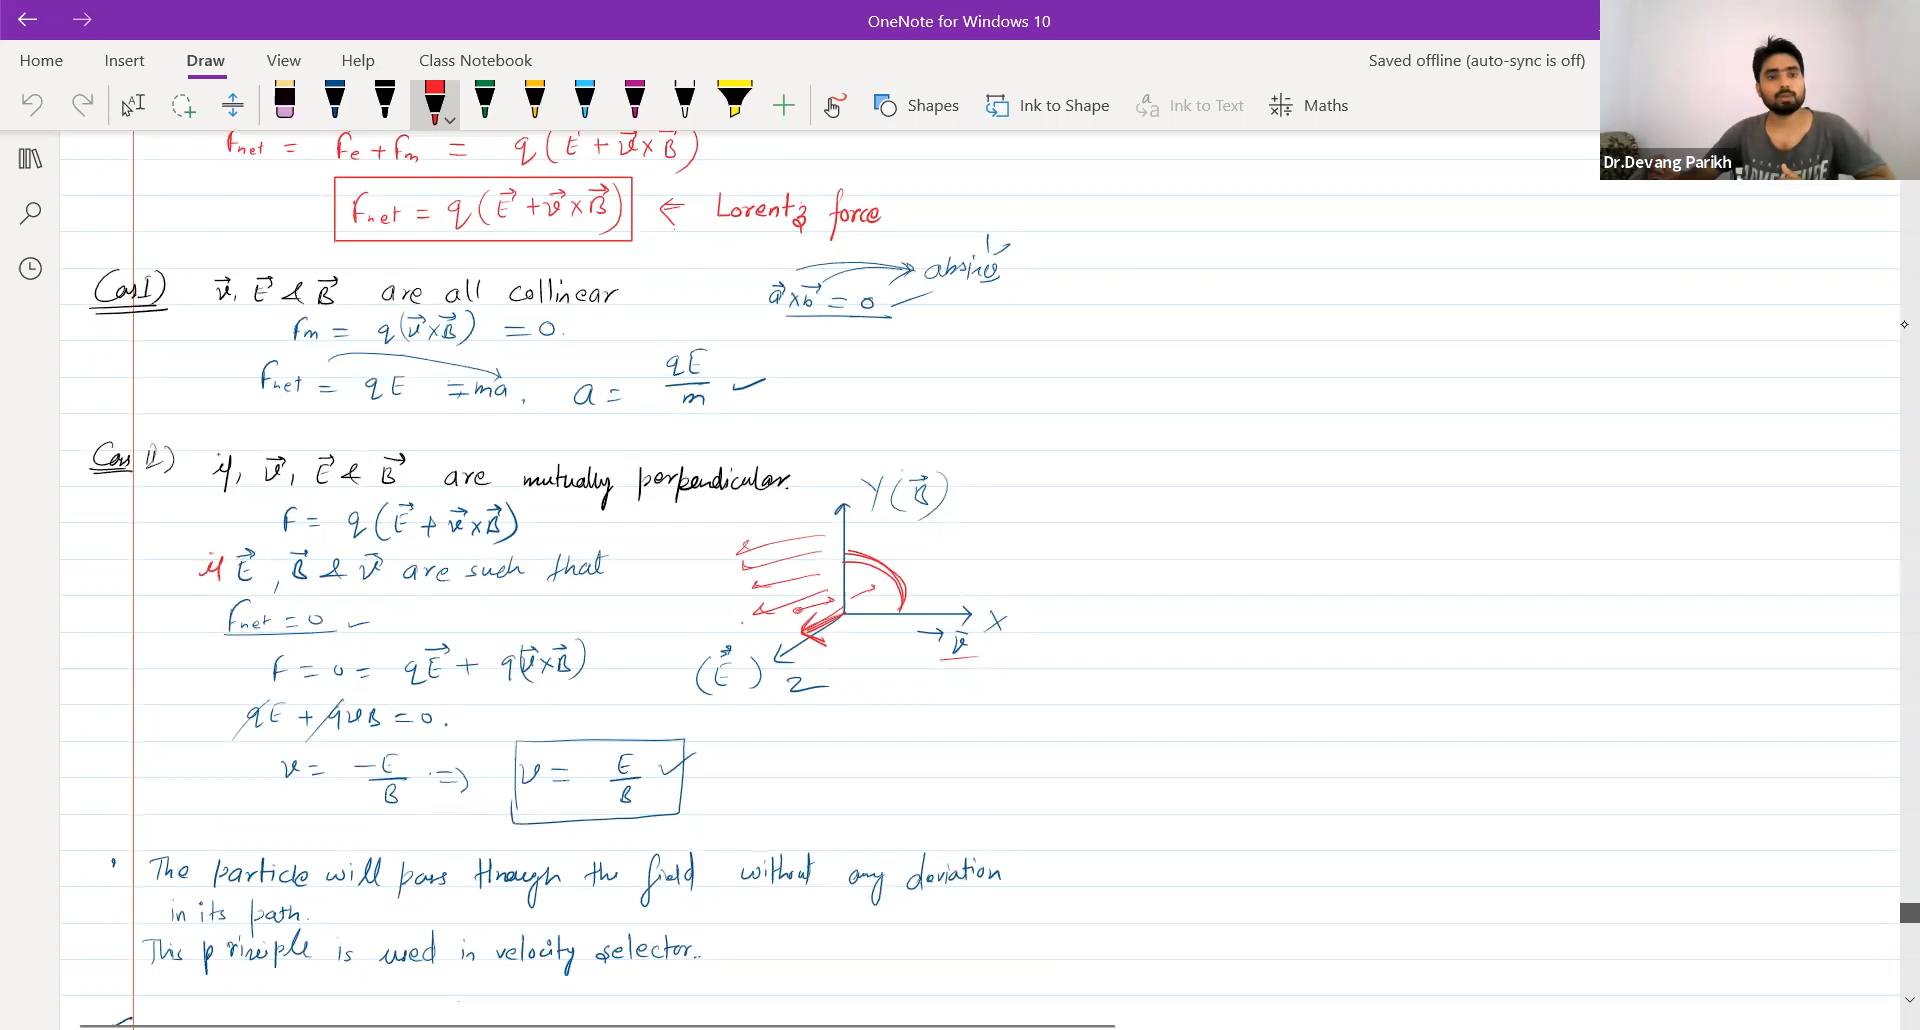 OneNote for Windows 10
Home Insert Draw View Help Class Notebook
Saved offline (auto-sync is off)
Shapes Ink to Shape Ink to Text Maths
Dr.Devang Parikh
Fnet = Fe + Fm = q(E + v⃗ × B⃗)
Fnet = q(E⃗ + v⃗ × B⃗) ← Lorentz force
Cas I) v⃗, E⃗ & B⃗ are all collinear
a⃗ × b⃗ = 0 absinθ
Fm = q(v⃗ × B⃗) = 0.
Fnet = qE = ma, a = qE/m ✓
Cas II) if, v⃗, E⃗ & B⃗ are mutually perpendicular.
F = q(E⃗ + v⃗ × B⃗)
Y(B⃗)
if E⃗, B⃗ & v⃗ are such that
Fnet = 0 ✓
X
→ v⃗
(E⃗) Z
F = 0 = qE⃗ + q(v⃗ × B⃗)
qE + qvB = 0.
v = -E/B ⇒ v = E/B ✓
The particle will pass through the field without any deviation
in its path.
This priniple is used in velocity selector..